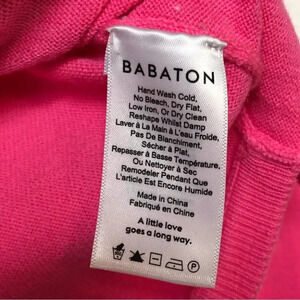 BABATON
Hand Wash Cold,
No Bleach, Dry Flat,
Low Iron, Or Dry Clean
Reshape Whilst Damp
Laver À La Main À L'eau Froide,
Pas De Blanchiment,
Sécher À Plat,
Repasser À Basse Température,
Ou Nettoyer À Sec
Remodeler Pendant Que
L'article Est Encore Humide
Made in China
Fabriqué en Chine
A little love
goes a long way.